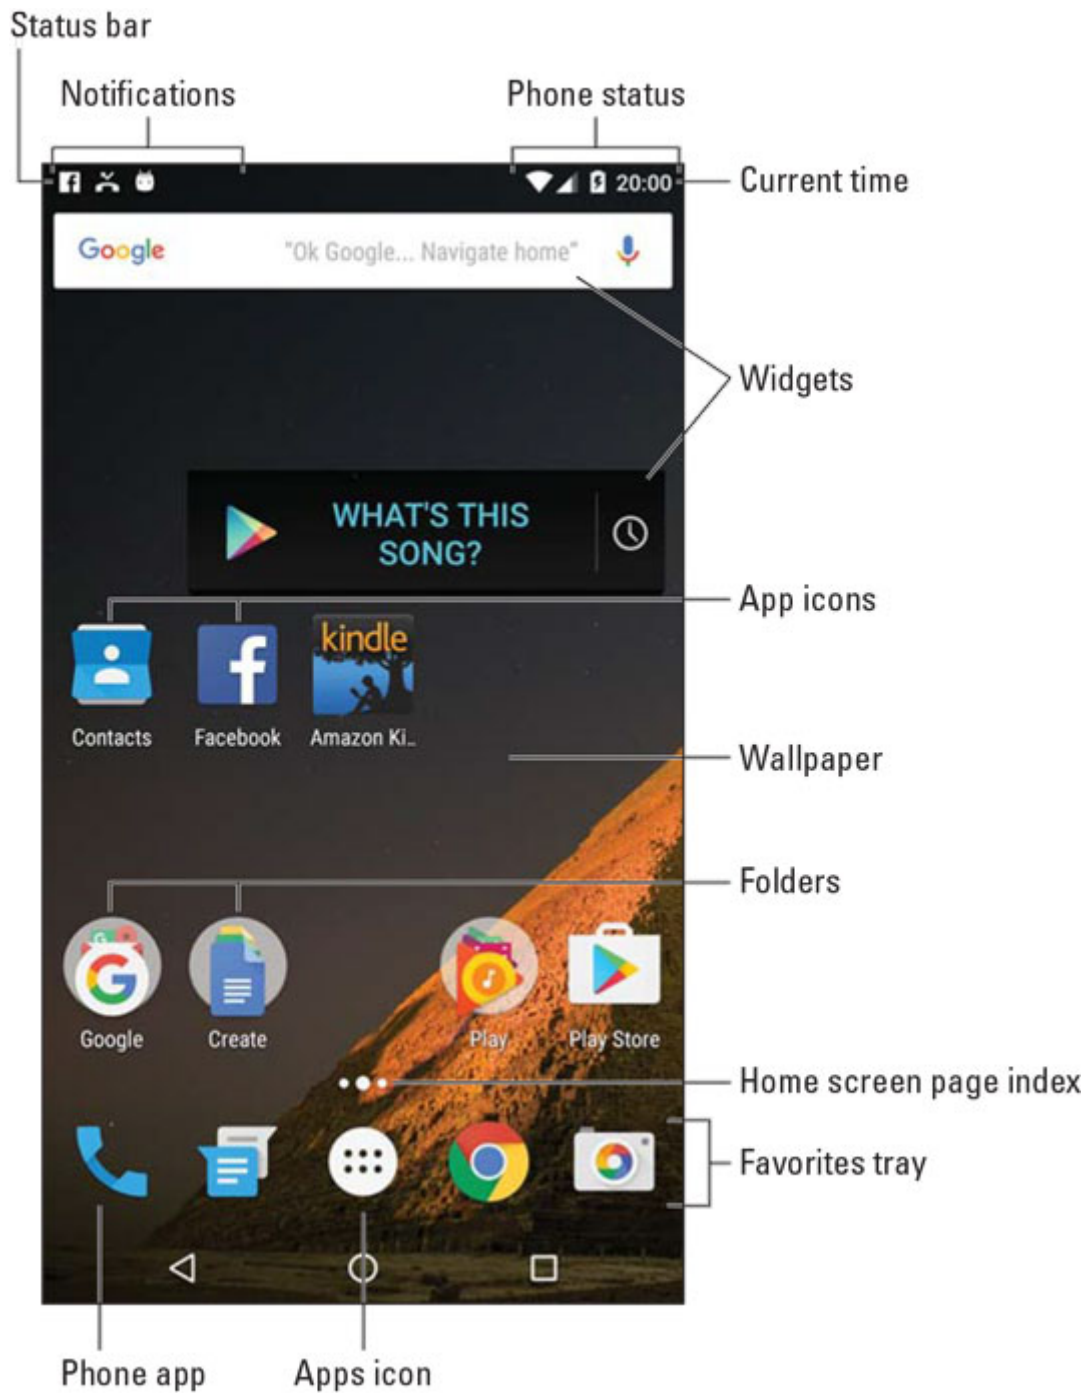 Status bar
Notifications
Phone status
20:00
Current time
Google
"Ok Google... Navigate home"
Widgets
WHAT'S THIS
SONG?
App icons
kindle
Contacts
Facebook
Amazon Ki..
Wallpaper
Folders
Google
Create
Play
Play Store
Home screen page index
Favorites tray
Phone app
Apps icon